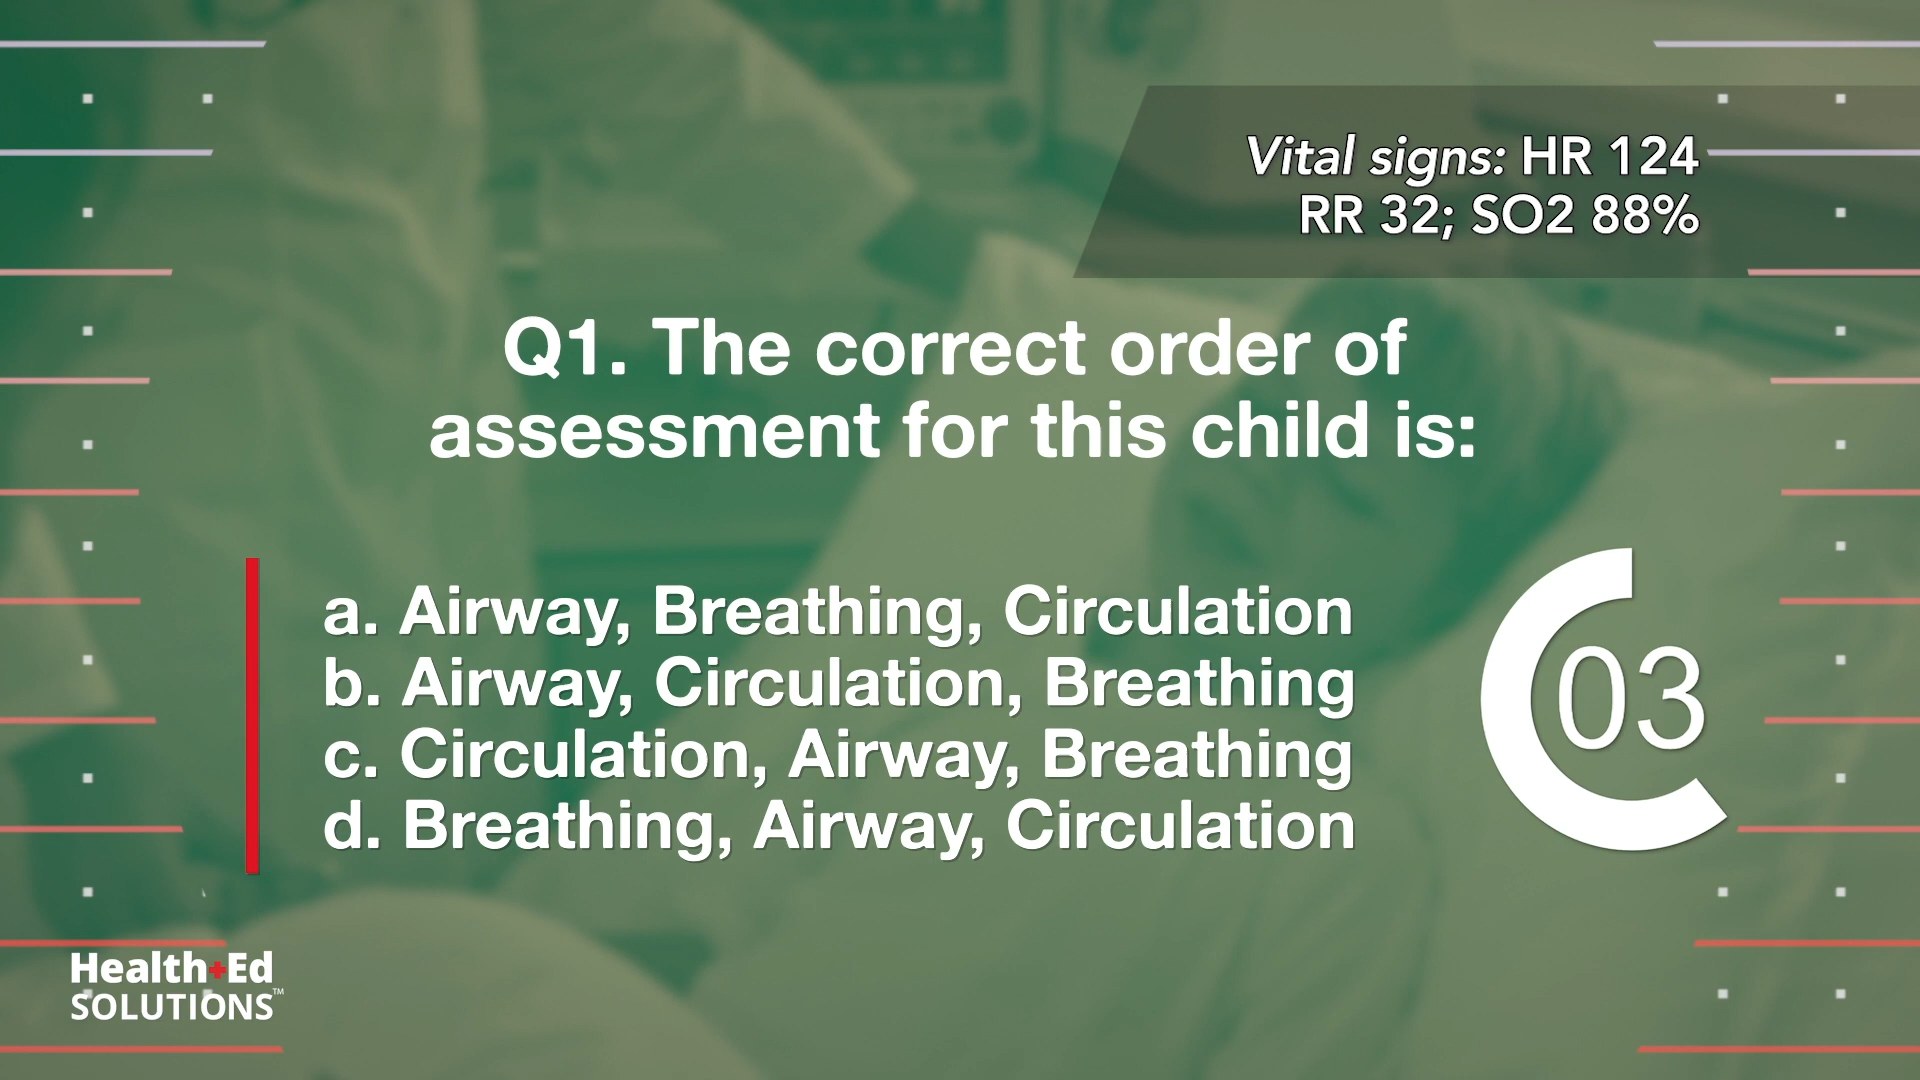 Vital signs: HR 124
RR 32; SO2 88%
Q1. The correct order of
assessment for this child is:
a. Airway, Breathing, Circulation
b. Airway, Circulation, Breathing
c. Circulation, Airway, Breathing
d. Breathing, Airway, Circulation
03
Health+Ed
SOLUTIONS™